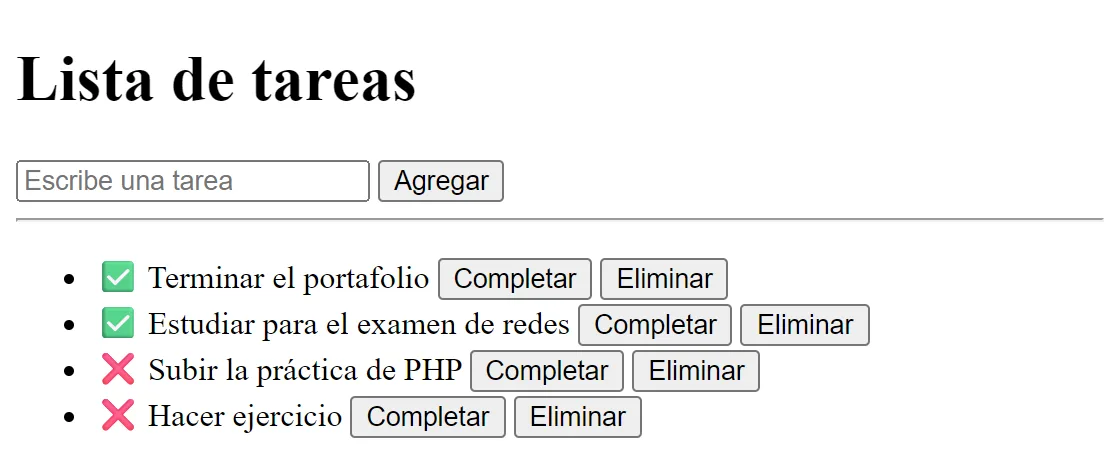 Lista de tareas
Escribe una tarea Agregar
✅ Terminar el portafolio Completar Eliminar
✅ Estudiar para el examen de redes Completar Eliminar
❌ Subir la práctica de PHP Completar Eliminar
❌ Hacer ejercicio Completar Eliminar